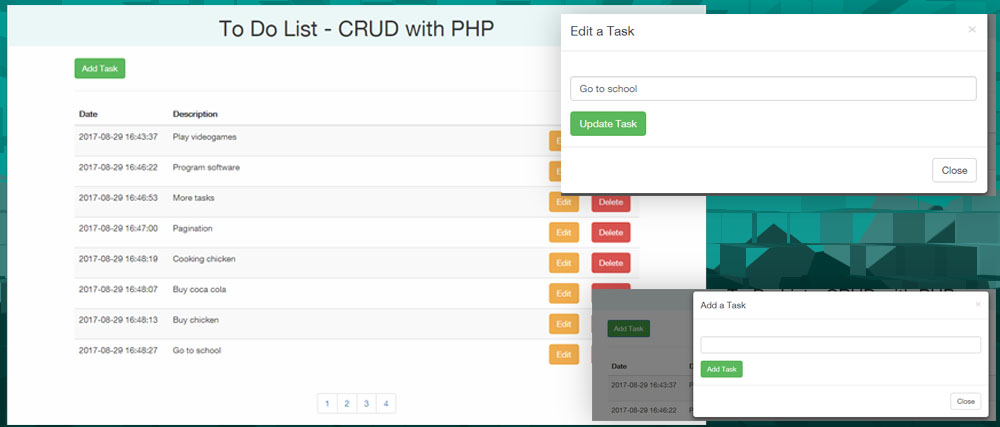 To Do List - CRUD with PHP
Add Task
Date Description
2017-08-29 16:43:37 Play videogames
2017-08-29 16:46:22 Program software
2017-08-29 16:46:53 More tasks Edit Delete
2017-08-29 16:47:00 Pagination Edit Delete
2017-08-29 16:48:19 Cooking chicken Edit Delete
2017-08-29 16:48:07 Buy coca cola Edit
2017-08-29 16:48:13 Buy chicken Edit
2017-08-29 16:48:27 Go to school Edit
1 2 3 4
Edit a Task ×
Go to school
Update Task
Close
Add Task
Date
2017-08-29 16:43:37
2017-08-29 16:46:22
Add a Task ×
Add Task
Close